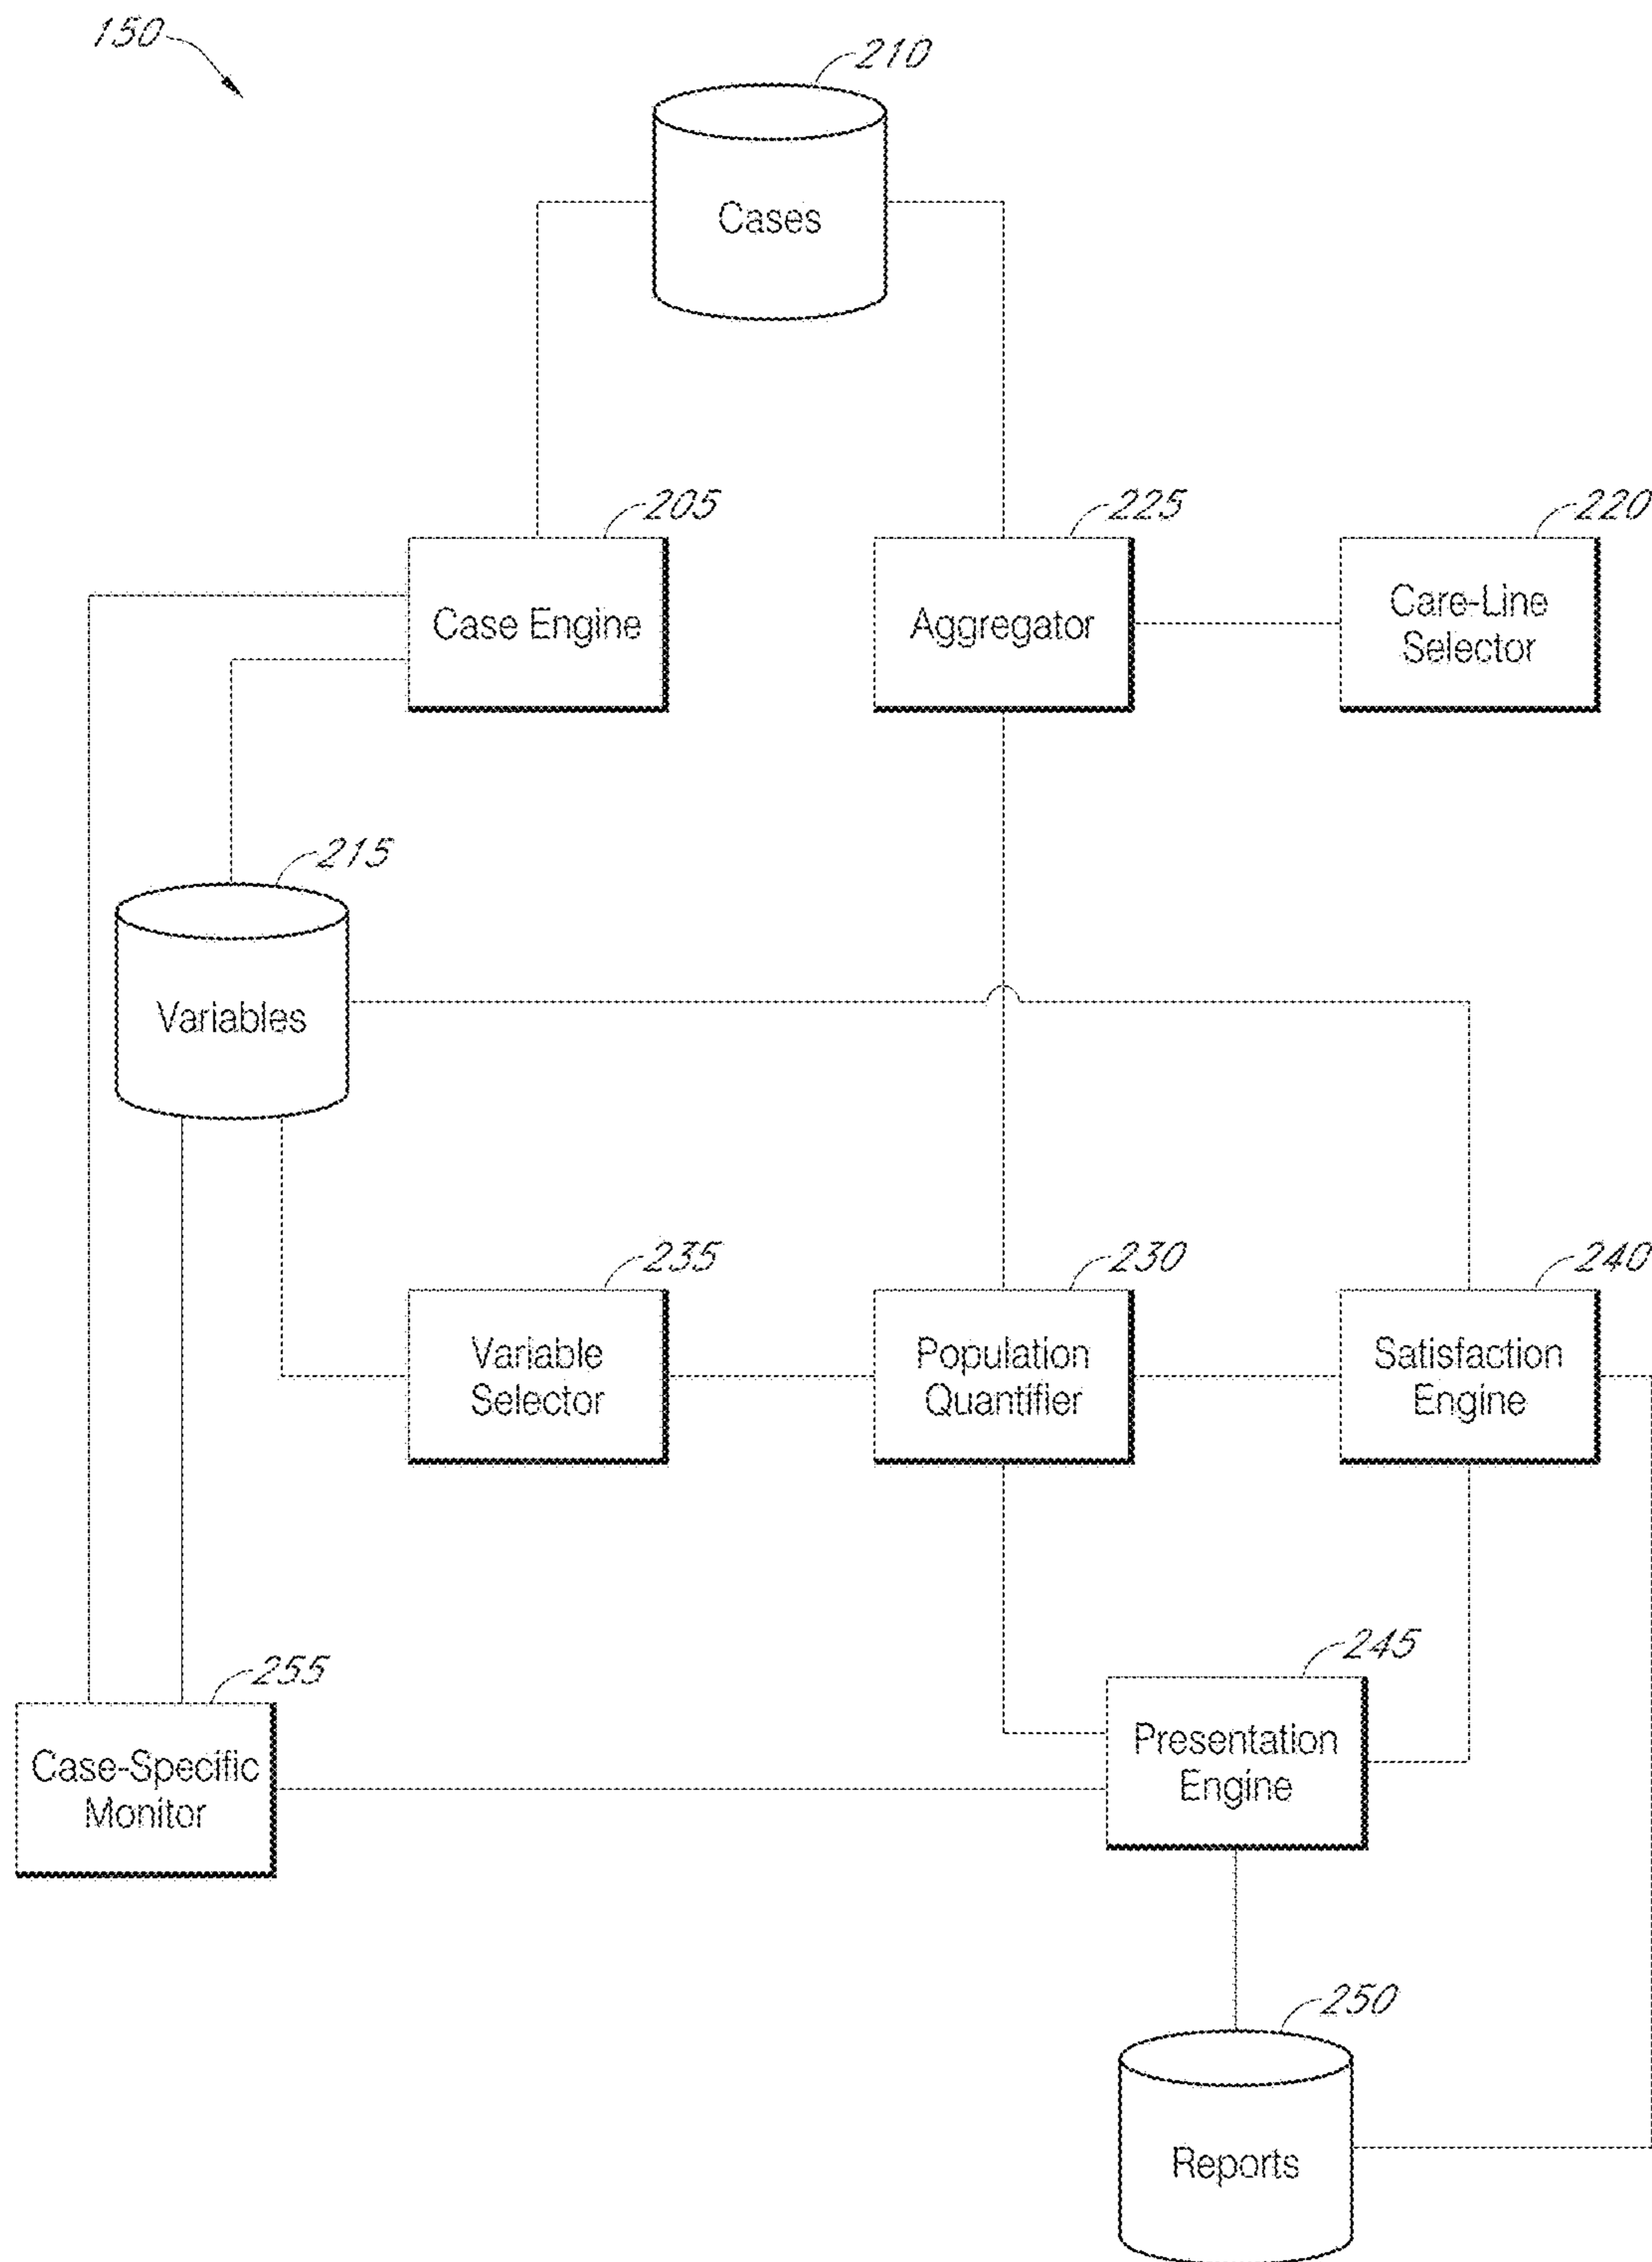 150
210
Cases
205
225
220
Case Engine
Aggregator
Care-Line
Selector
215
Variables
235
230
240
Variable
Selector
Population
Quantifier
Satisfaction
Engine
255
245
Case-Specific
Monitor
Presentation
Engine
250
Reports